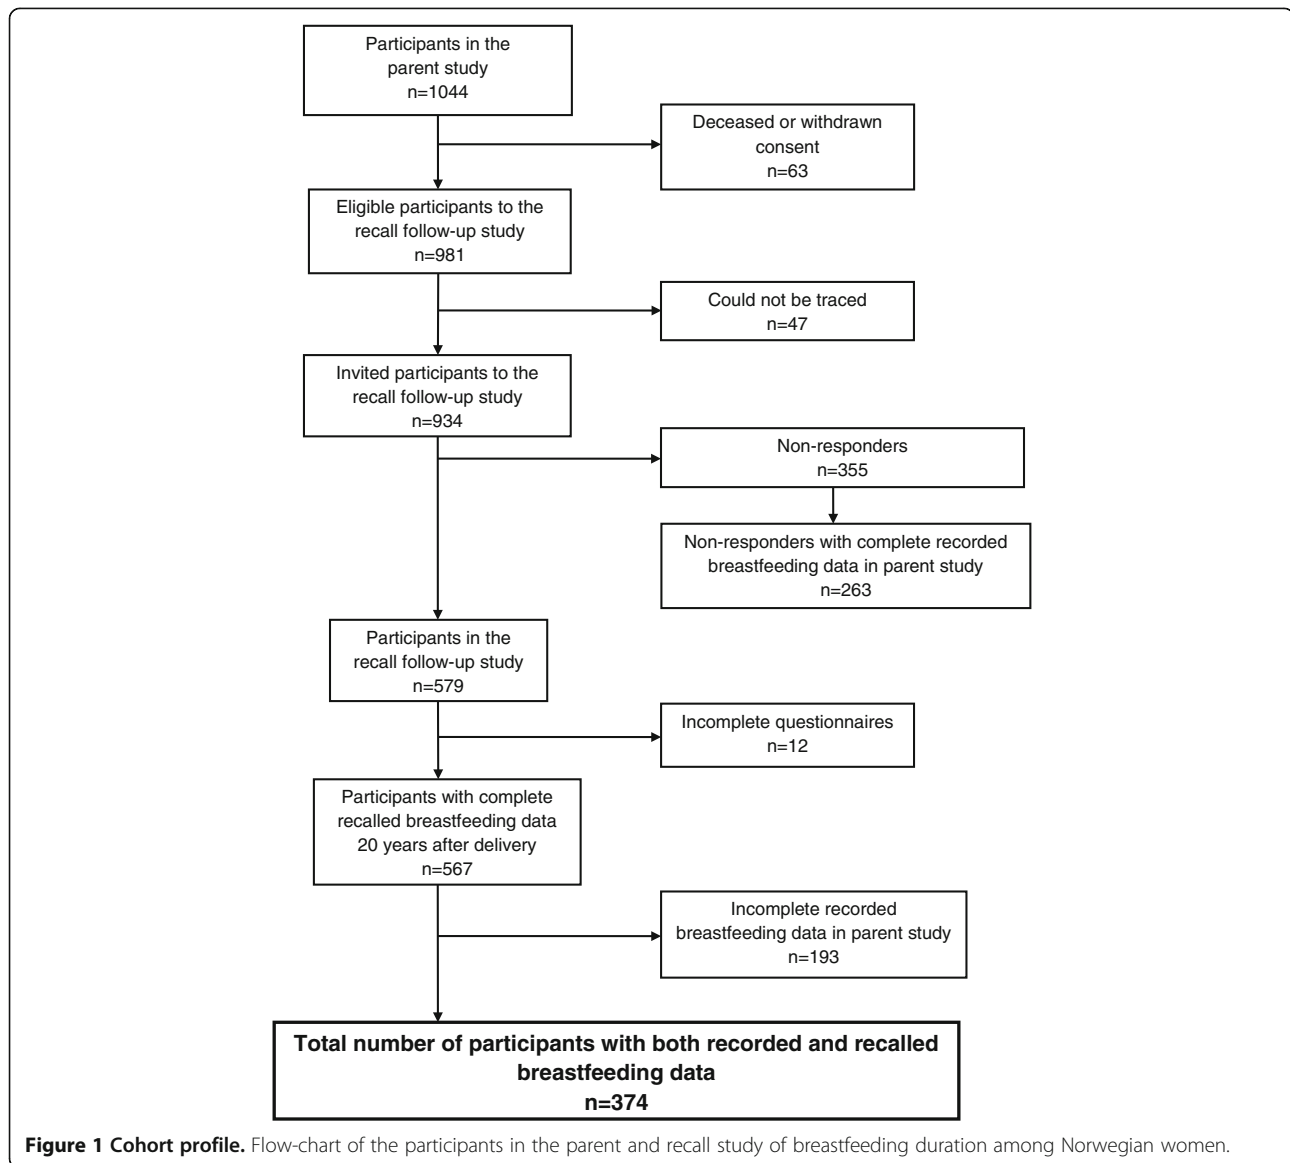 Participants in the
parent study
n=1044
Deceased or withdrawn
consent
n=63
Eligible participants to the
recall follow-up study
n=981
Could not be traced
n=47
Invited participants to the
recall follow-up study
n=934
Non-responders
n=355
Non-responders with complete recorded
breastfeeding data in parent study
n=263
Participants in the
recall follow-up study
n=579
Incomplete questionnaires
n=12
Participants with complete
recalled breastfeeding data
20 years after delivery
n=567
Incomplete recorded
breastfeeding data in parent study
n=193
Total number of participants with both recorded and recalled
breastfeeding data
n=374
Figure 1 Cohort profile. Flow-chart of the participants in the parent and recall study of breastfeeding duration among Norwegian women.